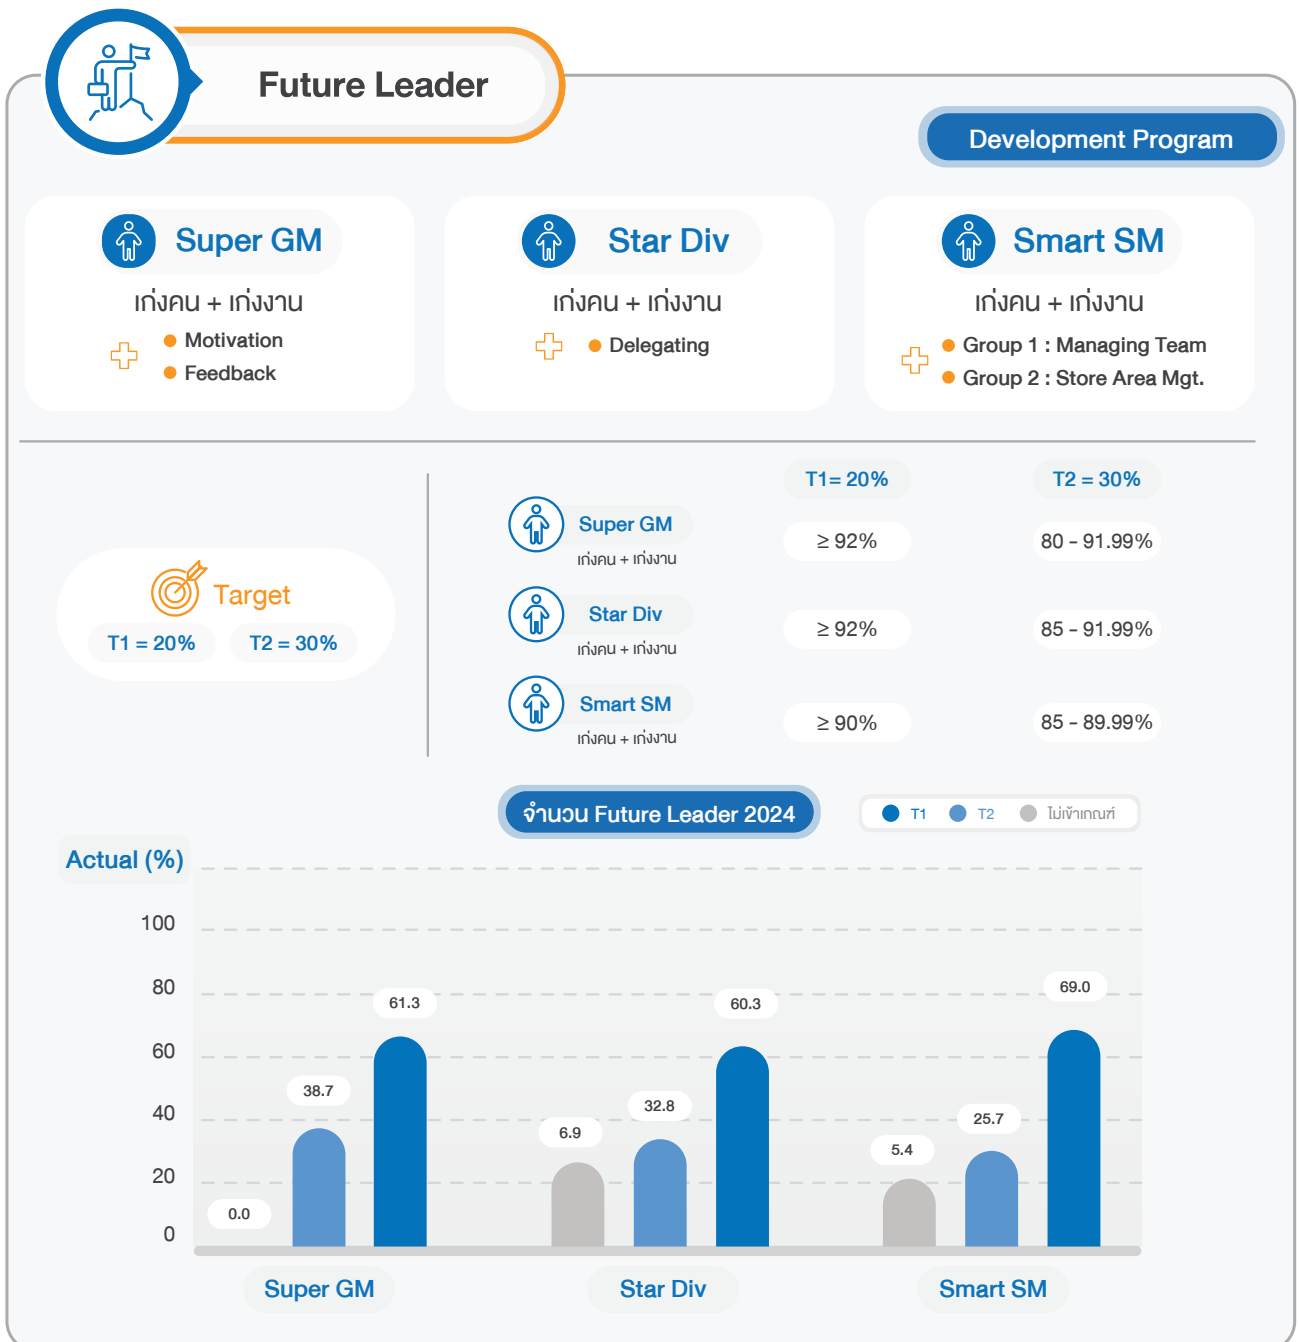 Future Leader
Development Program
Super GM
เก่งคน + เก่งงาน
Motivation
Feedback
Star Div
เก่งคน + เก่งงาน
Delegating
Smart SM
เก่งคน + เก่งงาน
Group 1 : Managing Team
Group 2 : Store Area Mgt.
Target
T1 = 20% T2 = 30%
T1= 20% T2 = 30%
Super GM
เก่งคน + เก่งงาน
≥ 92% 80 - 91.99%
Star Div
เก่งคน + เก่งงาน
≥ 92% 85 - 91.99%
Smart SM
เก่งคน + เก่งงาน
≥ 90% 85 - 89.99%
จำนวน Future Leader 2024
T1 T2 ไม่เข้าเกณฑ์
Actual (%)
100
80
60
40
20
0
0.0 38.7 61.3
6.9 32.8 60.3
5.4 25.7 69.0
Super GM Star Div Smart SM